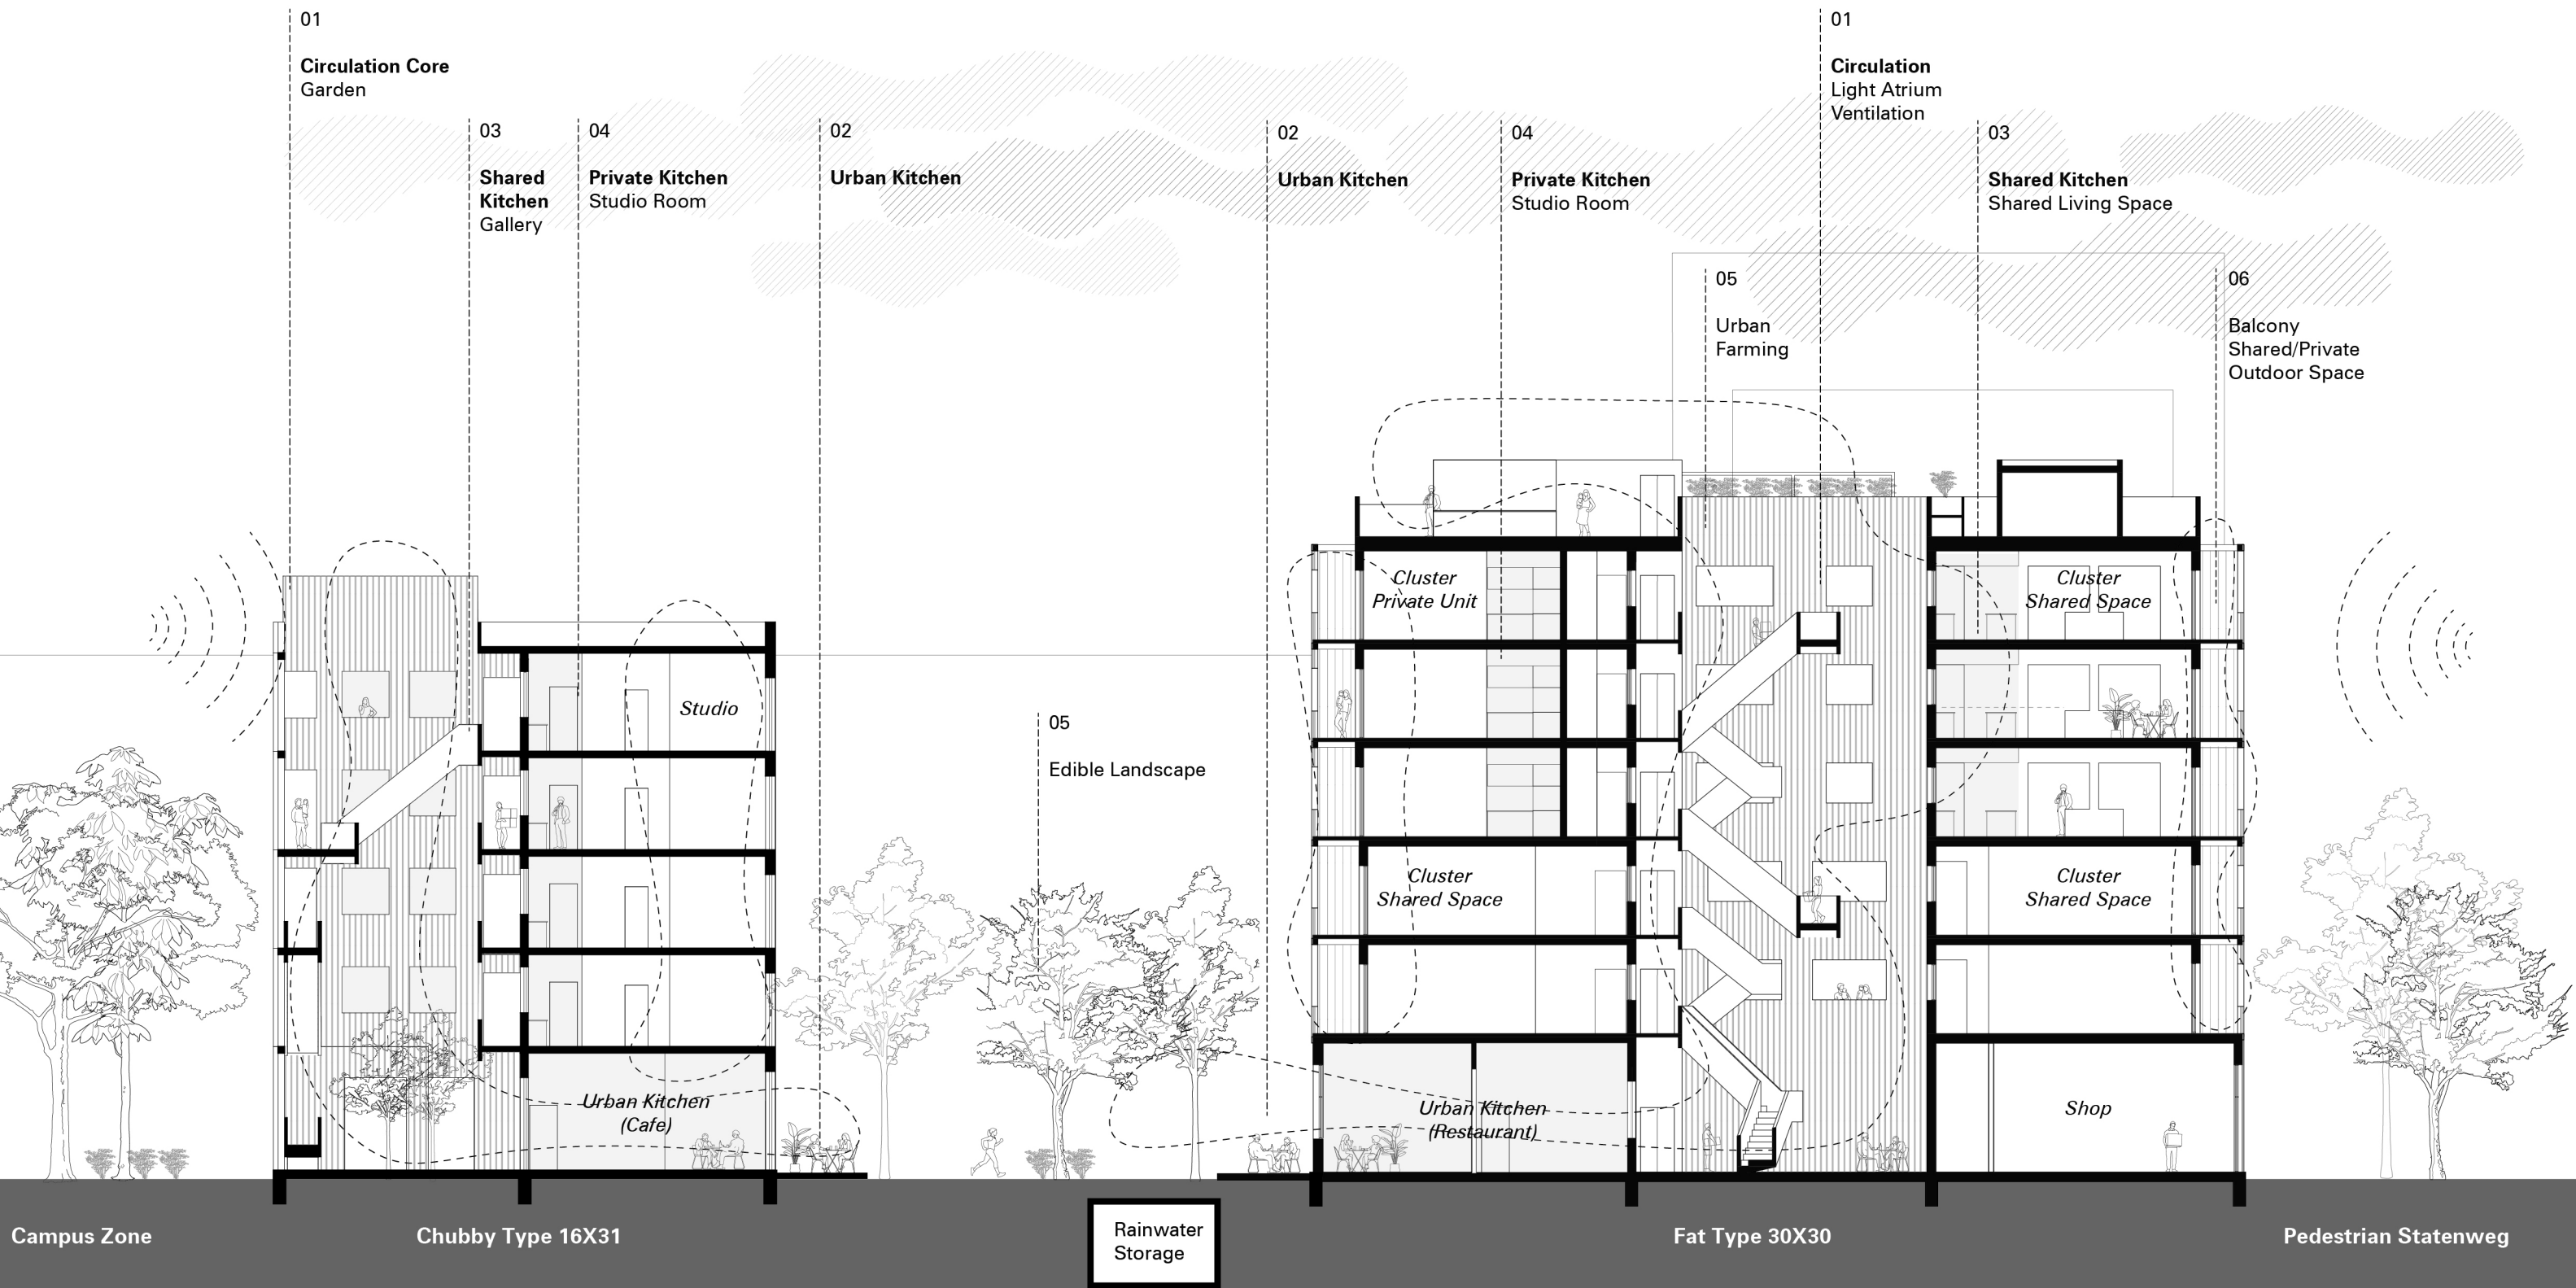 01
Circulation Core
Garden
03
Shared
Kitchen
Gallery
04
Private Kitchen
Studio Room
02
Urban Kitchen
02
Urban Kitchen
04
Private Kitchen
Studio Room
01
Circulation
Light Atrium
Ventilation
03
Shared Kitchen
Shared Living Space
05
Urban
Farming
06
Balcony
Shared/Private
Outdoor Space
05
Edible Landscape
Studio
Urban Kitchen
(Cafe)
Cluster
Private Unit
Cluster
Shared Space
Cluster
Shared Space
Cluster
Shared Space
Urban Kitchen
(Restaurant)
Shop
Campus Zone
Chubby Type 16X31
Rainwater
Storage
Fat Type 30X30
Pedestrian Statenweg